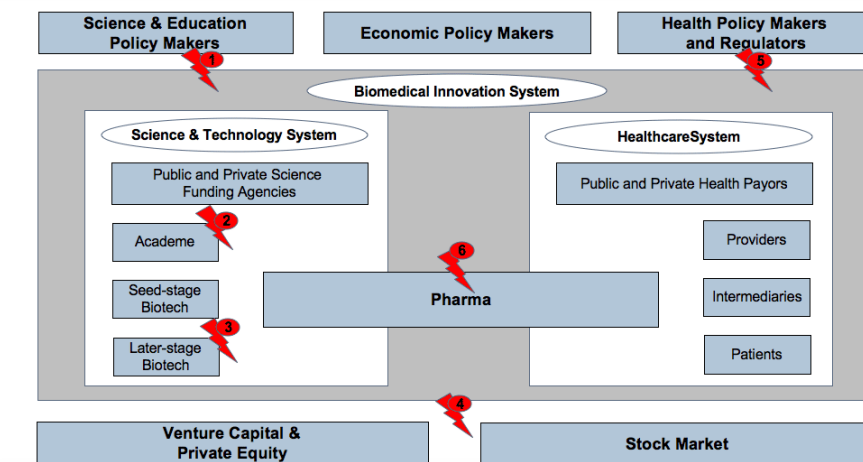 Science & Education
Policy Makers
Economic Policy Makers
Health Policy Makers
and Regulators
1
5
Biomedical Innovation System
Science & Technology System
HealthcareSystem
Public and Private Science
Funding Agencies
Public and Private Health Payors
2
Academe
Providers
6
Seed-stage
Biotech
Pharma
Intermediaries
3
Later-stage
Biotech
Patients
4
Venture Capital &
Private Equity
Stock Market